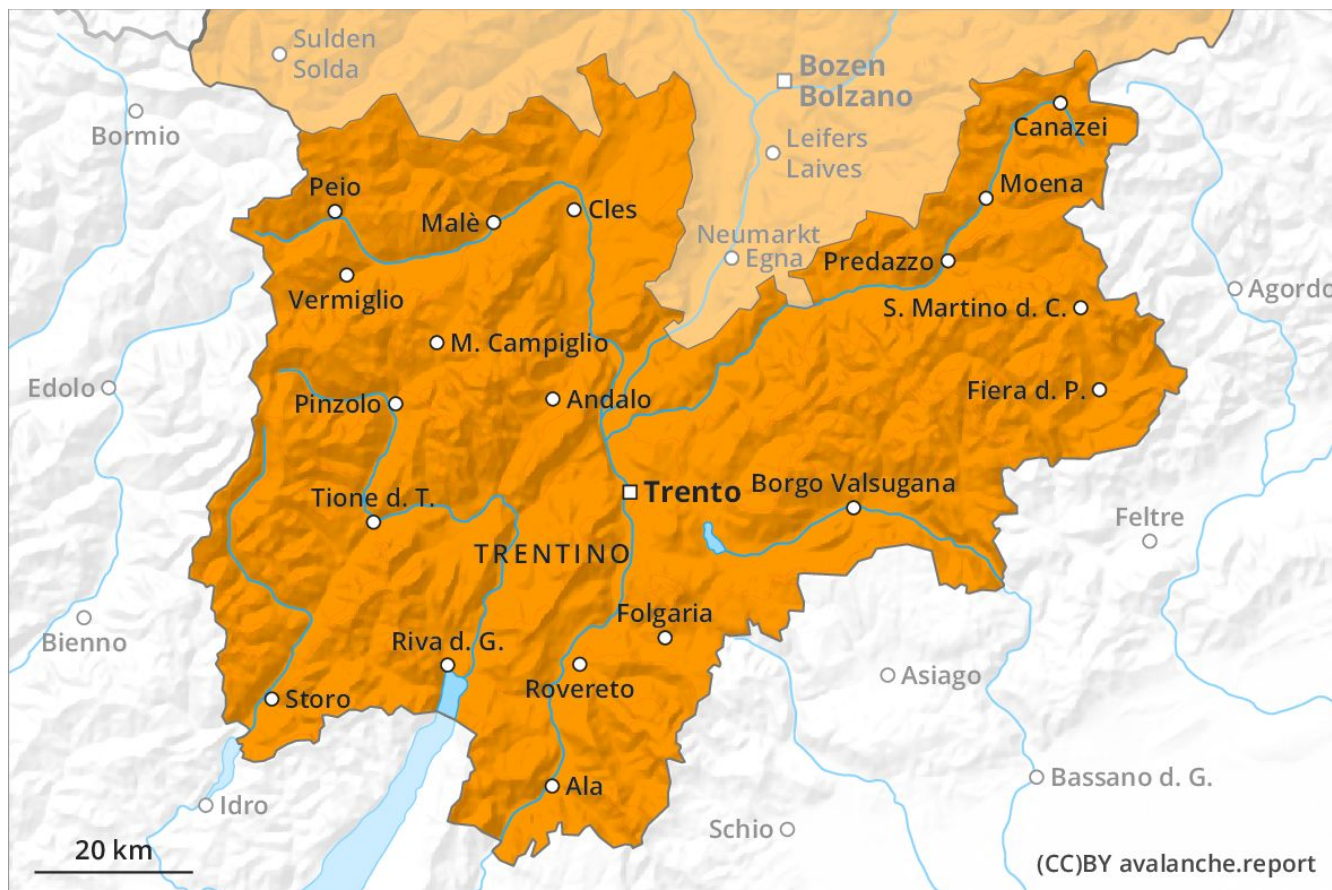 Sulden
Solda
Bozen
Bolzano
Bormio
Canazei
Leifers
Laives
Peio
Moena
Malè
Cles
Neumarkt
Egna
Predazzo
Vermiglio
Agordo
S. Martino d. C.
M. Campiglio
Edolo
Fiera d. P.
Pinzolo
Andalo
Trento
Borgo Valsugana
Tione d. T.
Feltre
TRENTINO
Folgaria
Bienno
Riva d. G.
Asiago
Rovereto
Storo
Bassano d. G.
Ala
Idro
Schio
20 km
(CC)BY avalanche.report